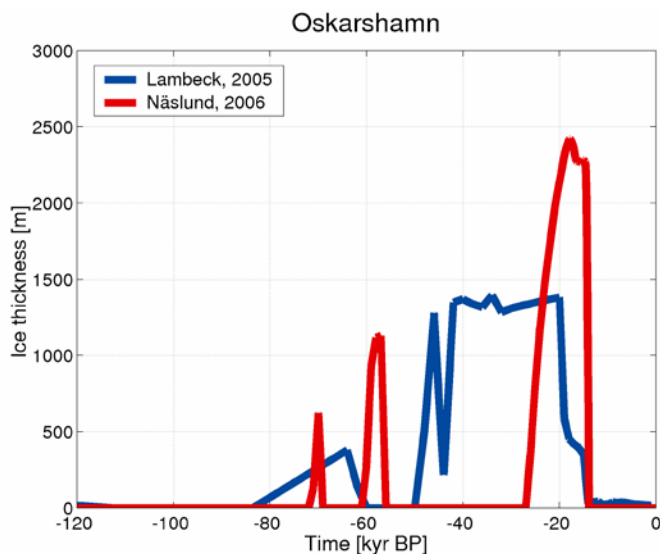 Oskarshamn
3000
2500
2000
1500
1000
500
0
Ice thickness [m]
Lambeck, 2005
Näslund, 2006
-120 -100 -80 -60 -40 -20 0
Time [kyr BP]